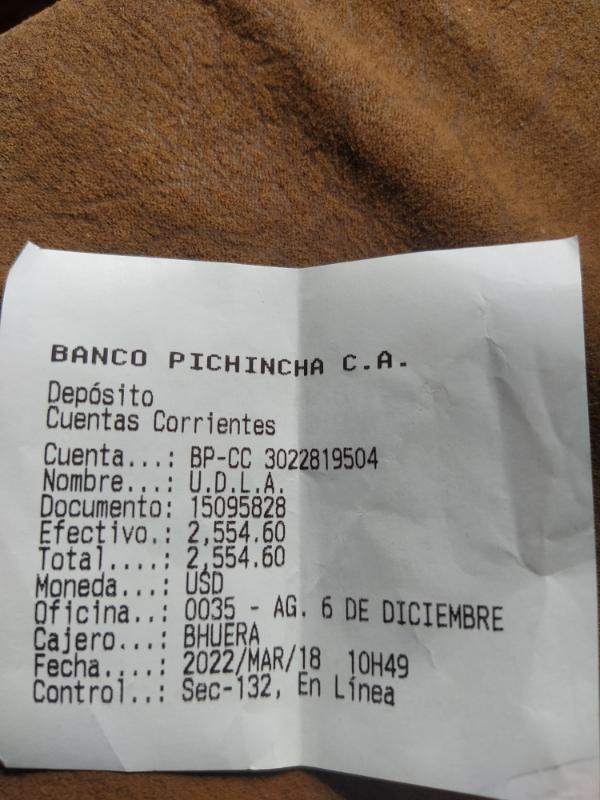 BANCO PICHINCHA C.A.
Depósito
Cuentas Corrientes
Cuenta...: BP-CC 3022819504
Nombre...: U.D.L.A.
Documento: 15095828
Efectivo.: 2,554.60
Total....: 2,554.60
Moneda...: USD
Oficina..: 0035 - AG. 6 DE DICIEMBRE
Cajero...: BHUERA
Fecha....: 2022/MAR/18 10H49
Control..: Sec-132, En Línea